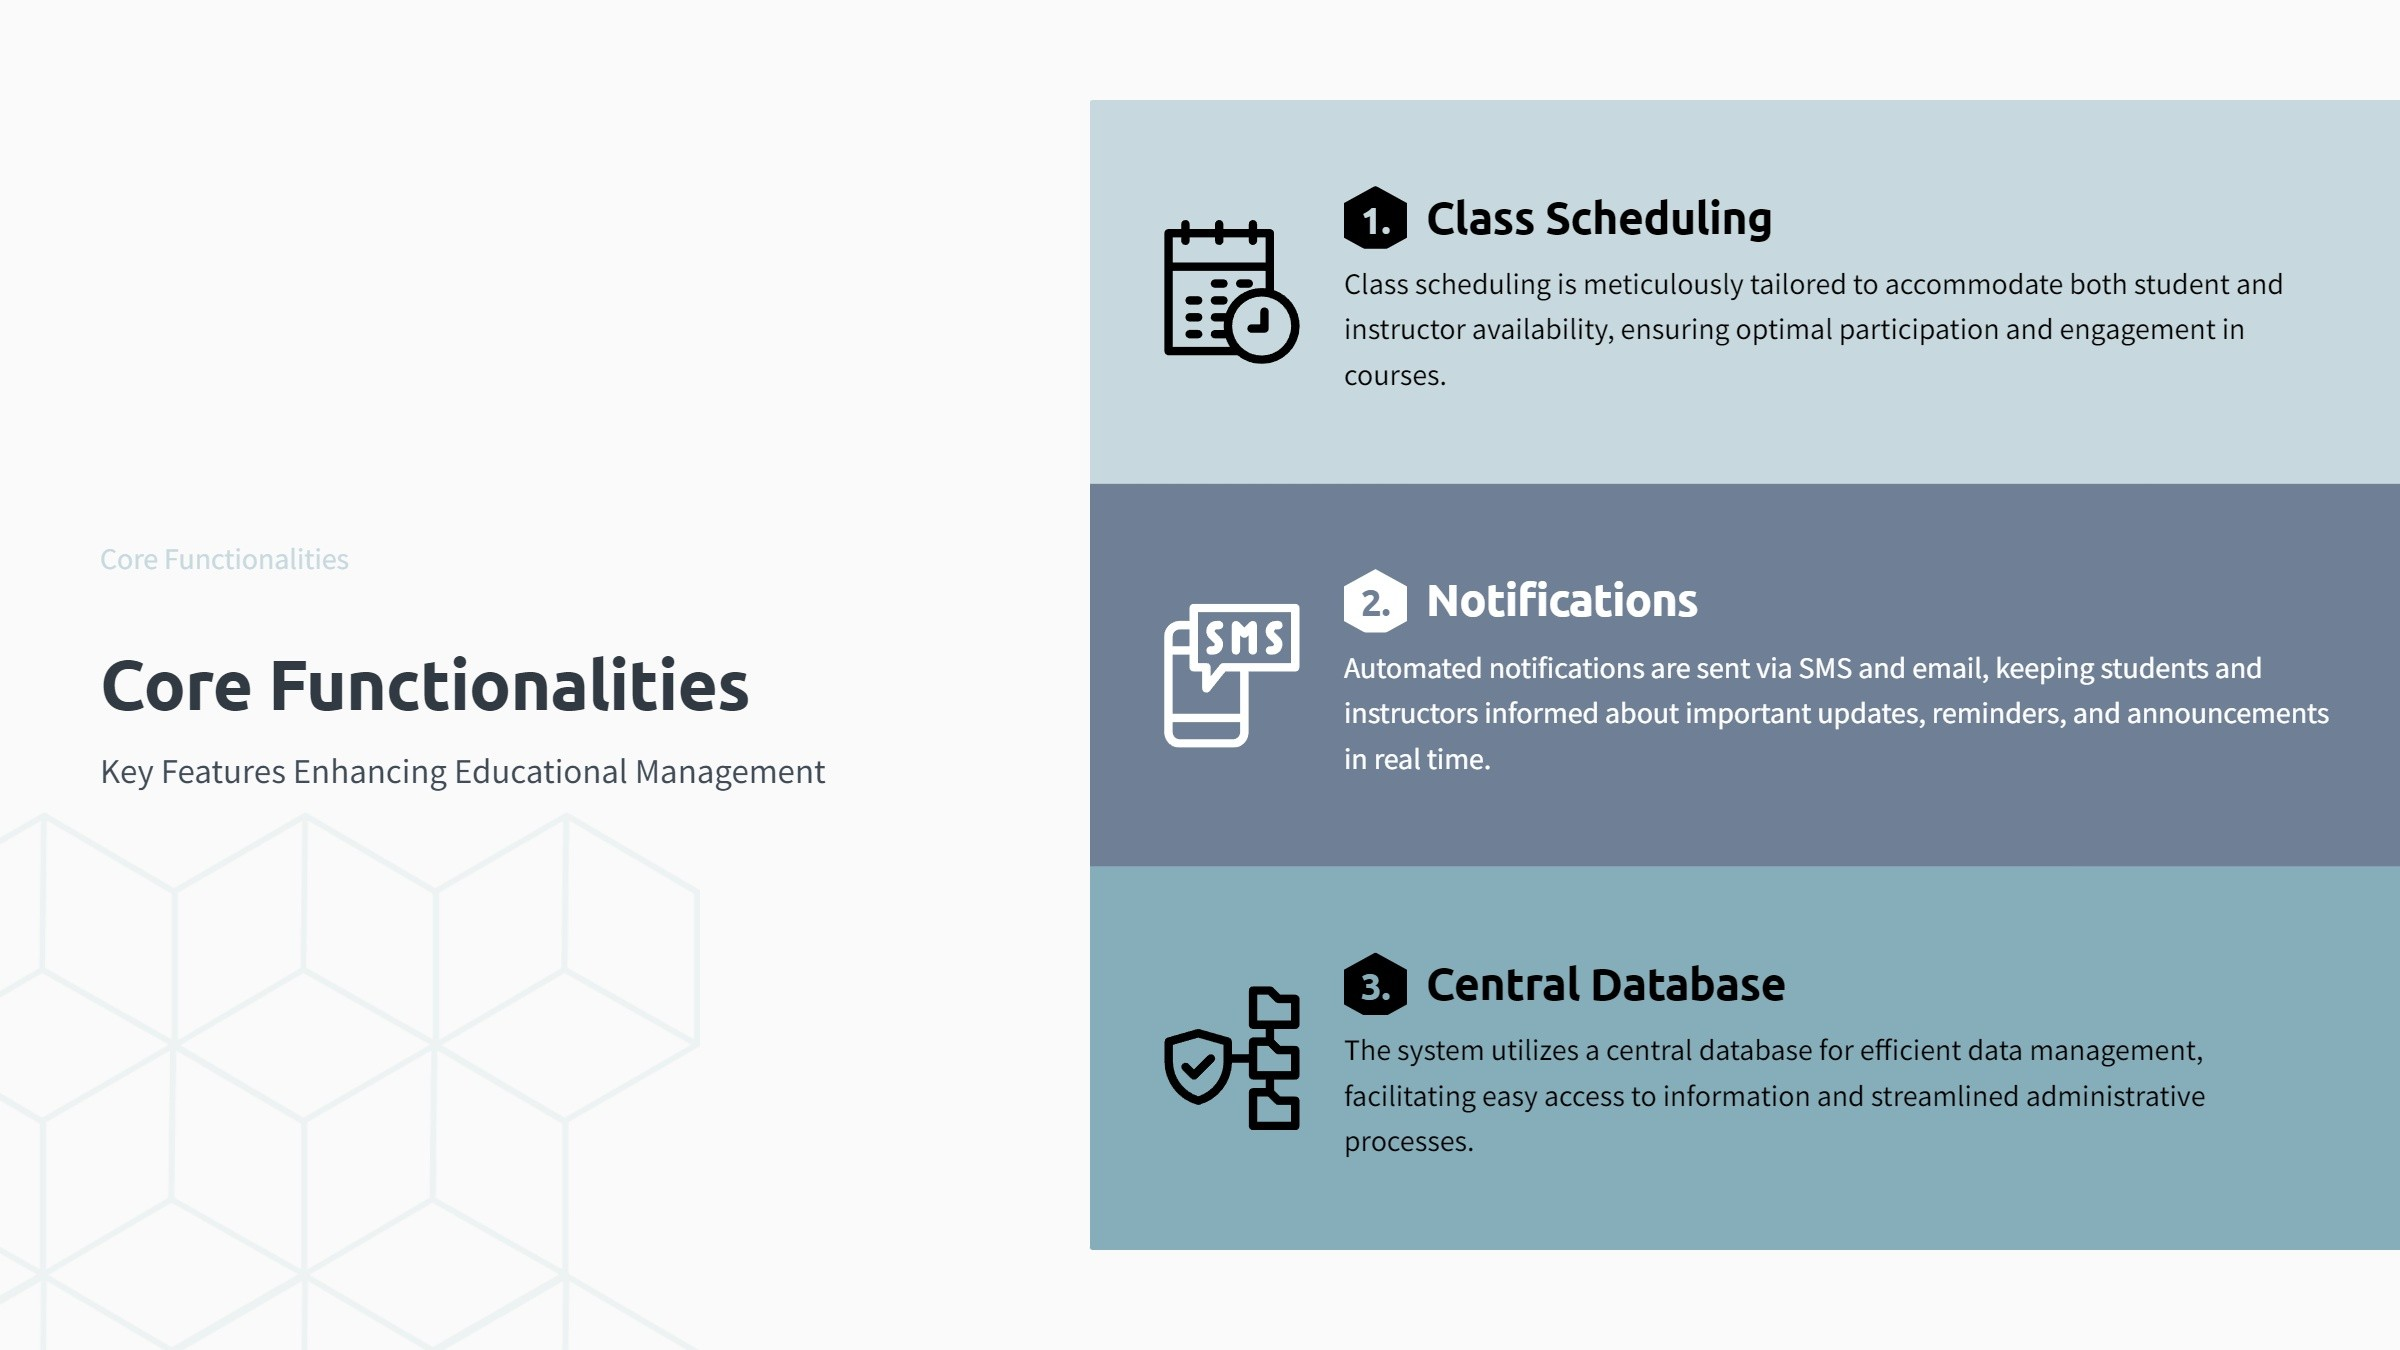 Core Functionalities
Core Functionalities
Key Features Enhancing Educational Management
1. Class Scheduling
Class scheduling is meticulously tailored to accommodate both student and
instructor availability, ensuring optimal participation and engagement in
courses.
SMS
2. Notifications
Automated notifications are sent via SMS and email, keeping students and
instructors informed about important updates, reminders, and announcements
in real time.
3. Central Database
The system utilizes a central database for efficient data management,
facilitating easy access to information and streamlined administrative
processes.